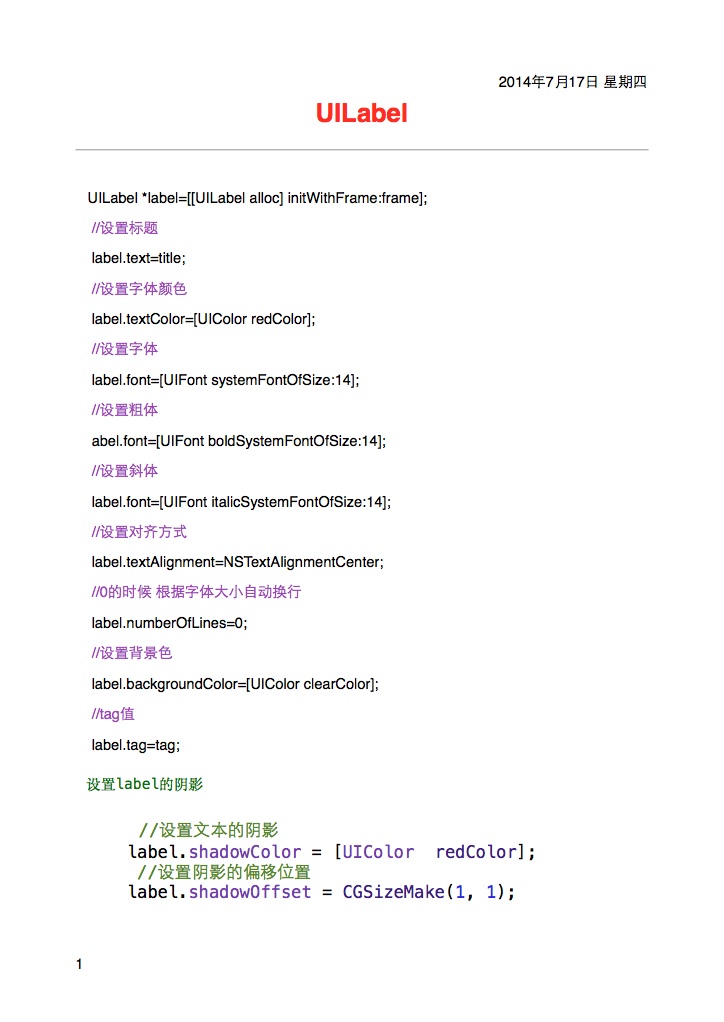 2014年7月17日 星期四
UILabel
UILabel *label=[[UILabel alloc] initWithFrame:frame];
//设置标题
label.text=title;
//设置字体颜色
label.textColor=[UIColor redColor];
//设置字体
label.font=[UIFont systemFontOfSize:14];
//设置粗体
abel.font=[UIFont boldSystemFontOfSize:14];
//设置斜体
label.font=[UIFont italicSystemFontOfSize:14];
//设置对齐方式
label.textAlignment=NSTextAlignmentCenter;
//0的时候 根据字体大小自动换行
label.numberOfLines=0;
//设置背景色
label.backgroundColor=[UIColor clearColor];
//tag值
label.tag=tag;
设置label的阴影
//设置文本的阴影
label.shadowColor = [UIColor  redColor];
//设置阴影的偏移位置
label.shadowOffset = CGSizeMake(1, 1);
1